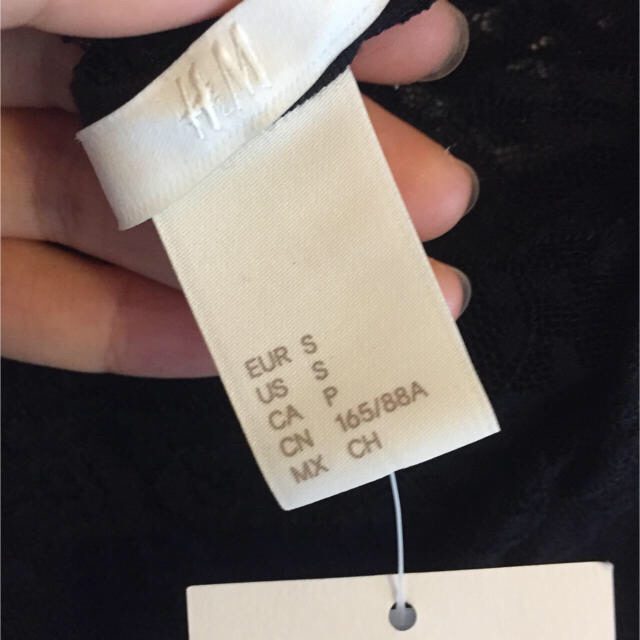 H&M
EUR S
US S
CA P
CN 165/88A
MX CH